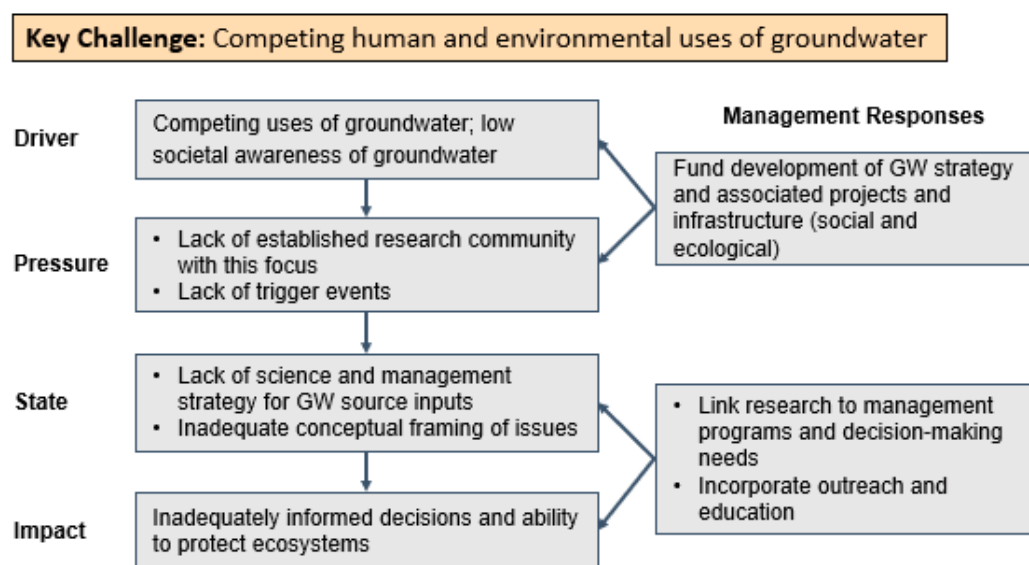 Key Challenge: Competing human and environmental uses of groundwater
Driver
Competing uses of groundwater; low
societal awareness of groundwater
Management Responses
Fund development of GW strategy
and associated projects and
infrastructure (social and
ecological)
Pressure
• Lack of established research community
with this focus
• Lack of trigger events
State
• Lack of science and management
strategy for GW source inputs
• Inadequate conceptual framing of issues
• Link research to management
programs and decision-making
needs
• Incorporate outreach and
education
Impact
Inadequately informed decisions and ability
to protect ecosystems